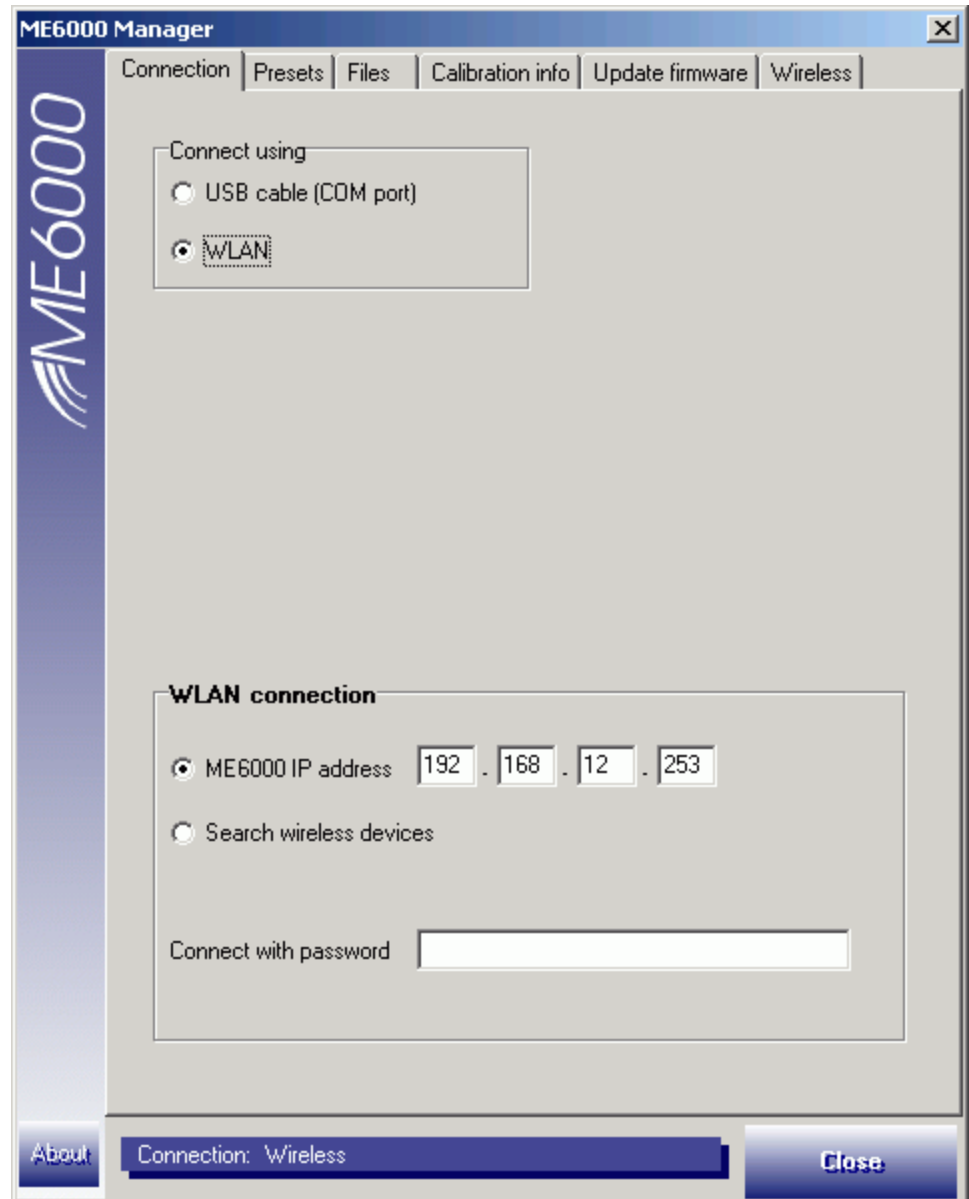 ME6000 Manager
Connection Presets Files Calibration info Update firmware Wireless
ME6000
Connect using
USB cable (COM port)
WLAN
WLAN connection
ME6000 IP address 192 . 168 . 12 . 253
Search wireless devices
Connect with password
About Connection: Wireless Close